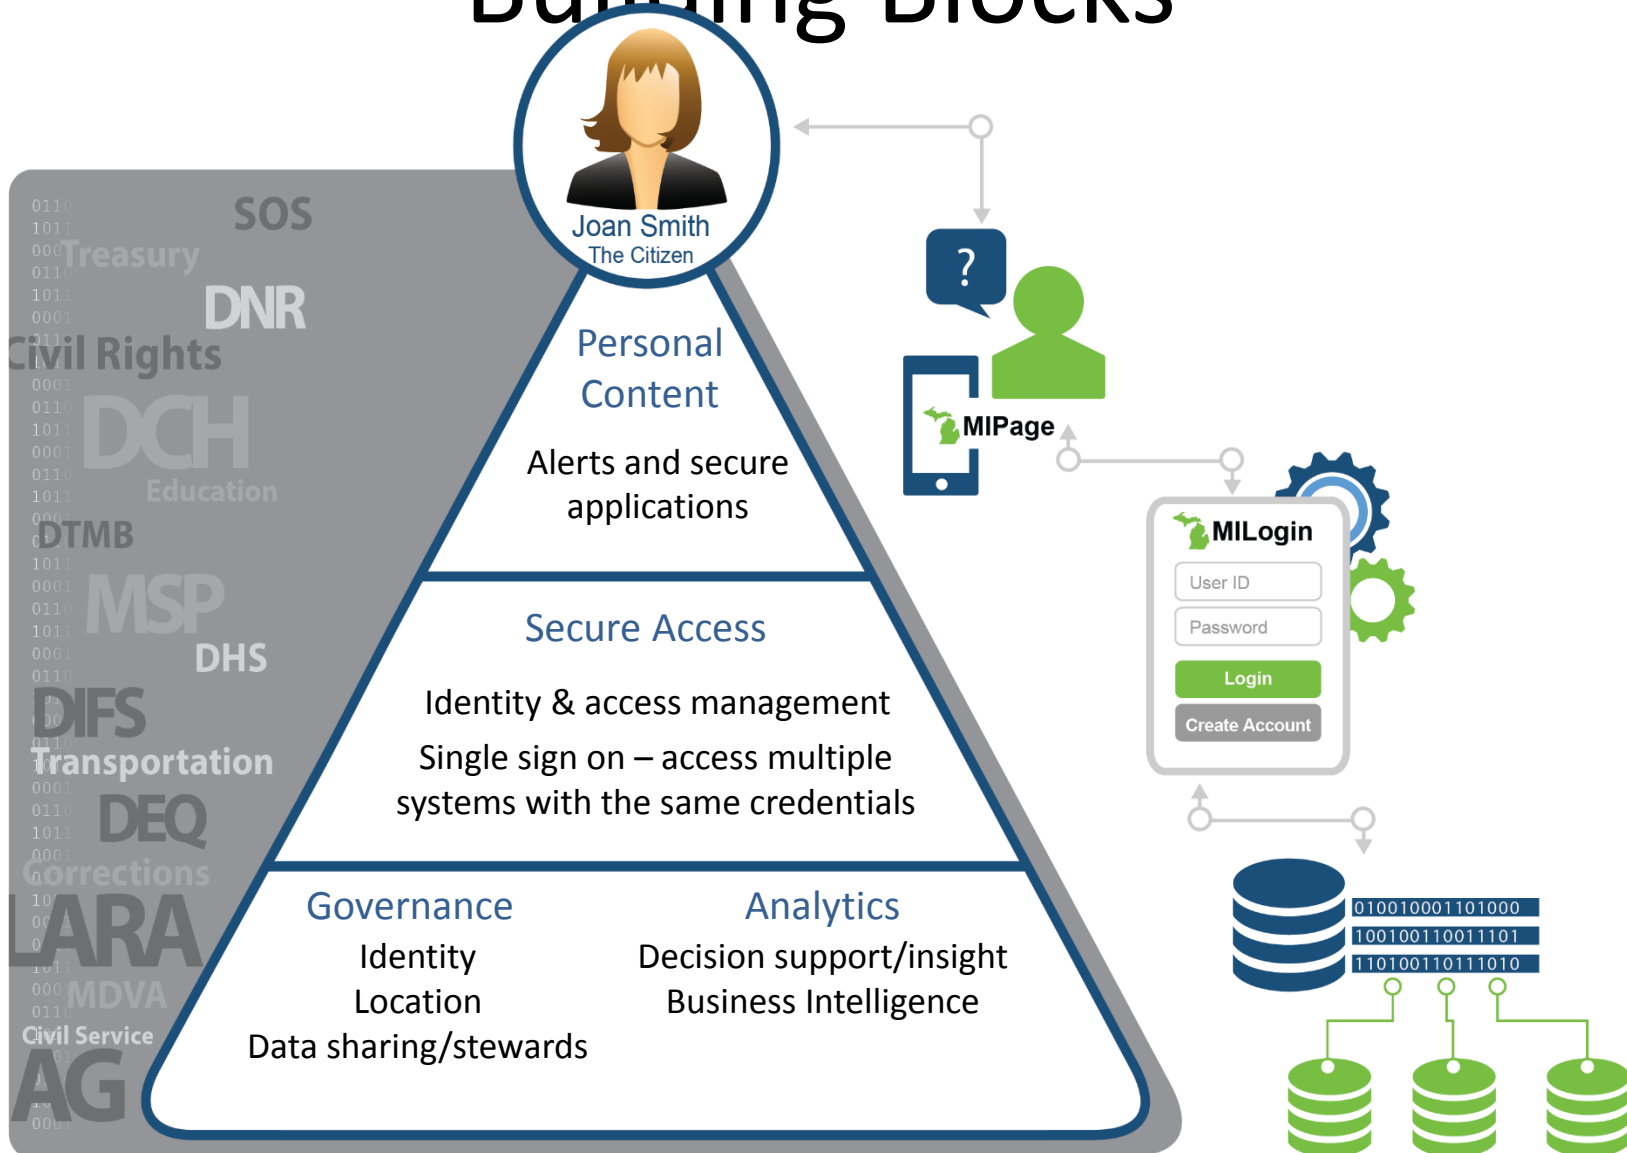 Building Blocks
Joan Smith
The Citizen
SOS
Treasury
DNR
Civil Rights
DCH
Education
DTMB
MSP
DHS
DIFS
Transportation
DEQ
Corrections
LARA
MDVA
Civil Service
AG
Personal
Content
Alerts and secure
applications
Secure Access
Identity & access management
Single sign on – access multiple
systems with the same credentials
Governance
Identity
Location
Data sharing/stewards
Analytics
Decision support/insight
Business Intelligence
?
MIPage
MILogin
User ID
Password
Login
Create Account
010010001101000
100100110011101
110100110111010